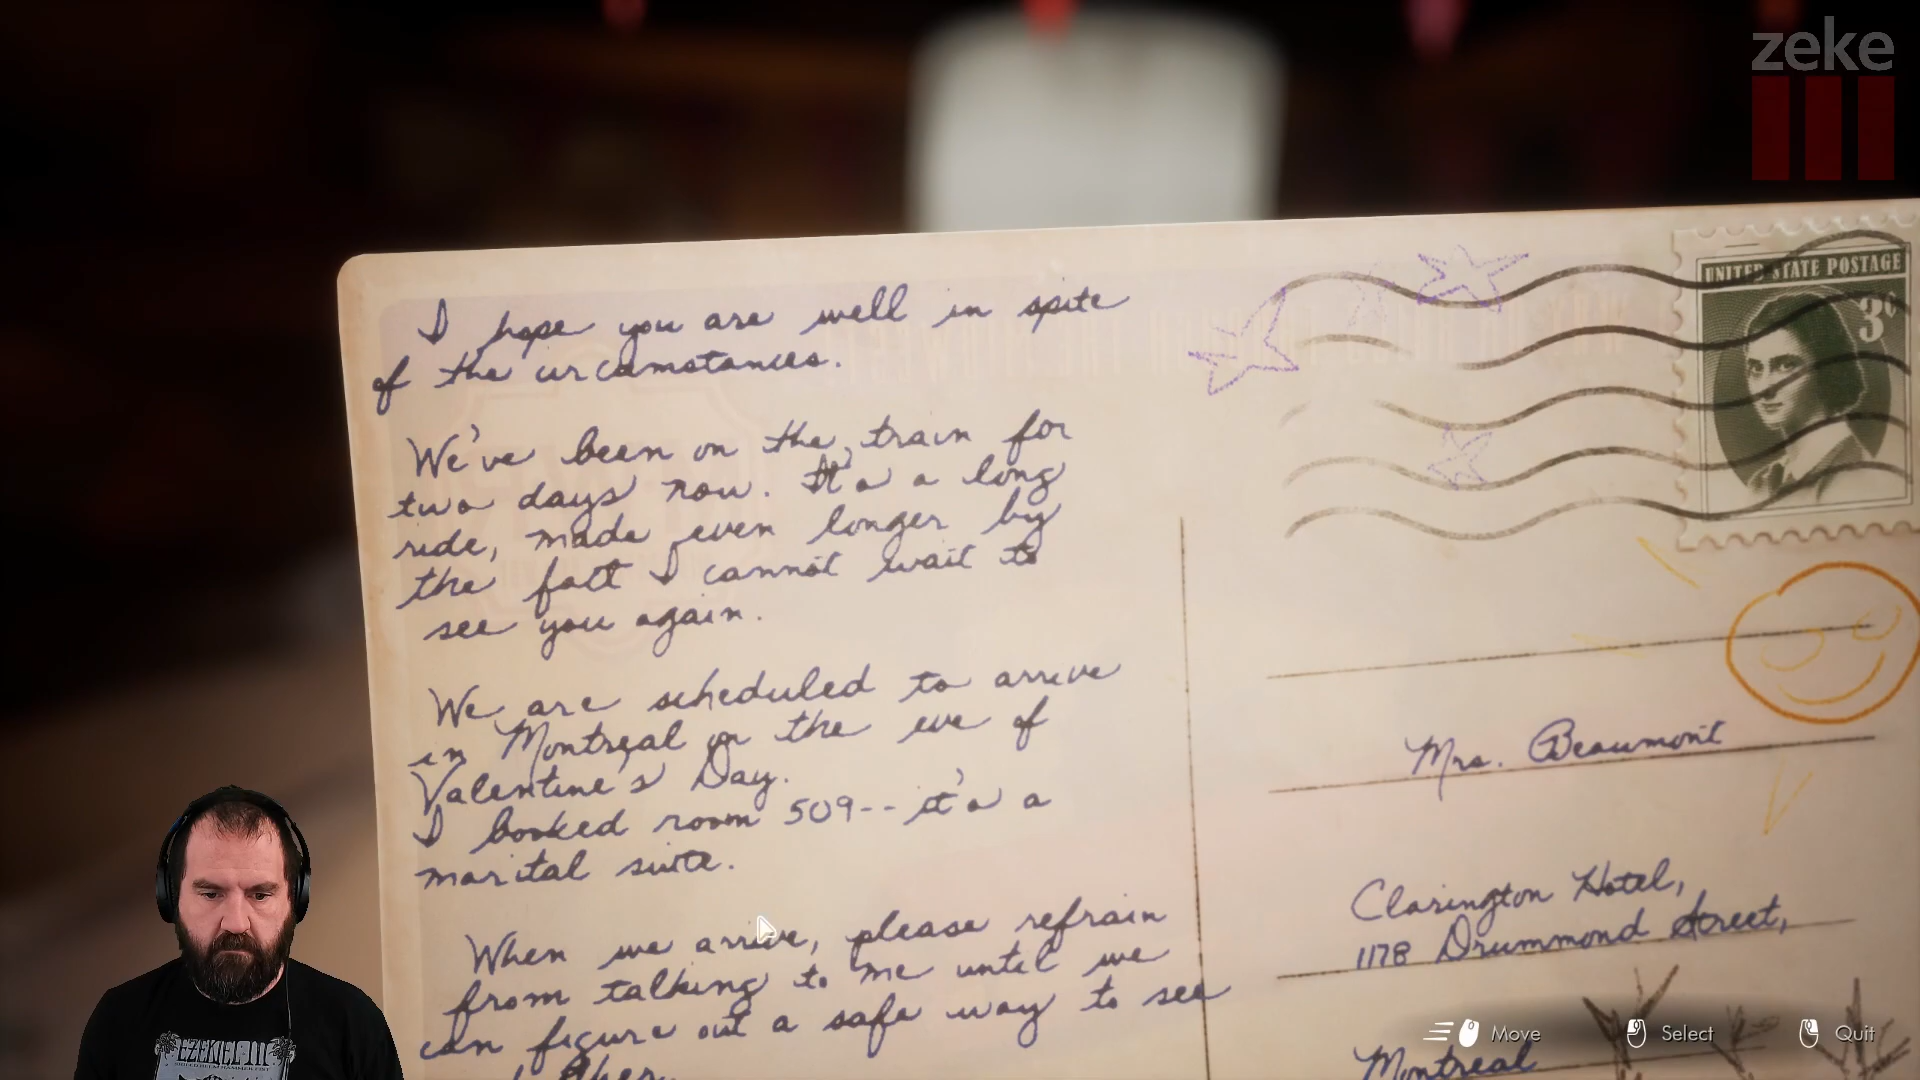 zeke
I hope you are well in spite
of the circumstances.
We've been on the train for
two days now. It's a long
ride, made even longer by
the fact I cannot wait to
see you again.
We are scheduled to arrive
in Montreal on the eve of
Valentine's Day.
I booked room 509-- it's a
marital suite.
When we arrive, please refrain
from talking to me until we
can figure out a safe way to see
UNITED STATE POSTAGE
3¢
Mrs. Beaumont
Clarington Hotel,
1178 Drummond Street,
Montreal
EZEKIEL III
Move
Select
Quit